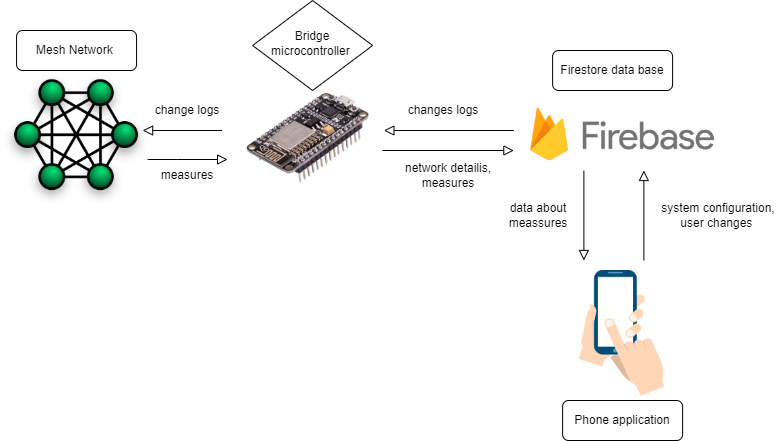 Mesh Network
Bridge
microcontroller
Firestore data base
change logs
measures
changes logs
network detailis,
measures
Firebase
data about
meassures
system configuration,
user changes
Phone application